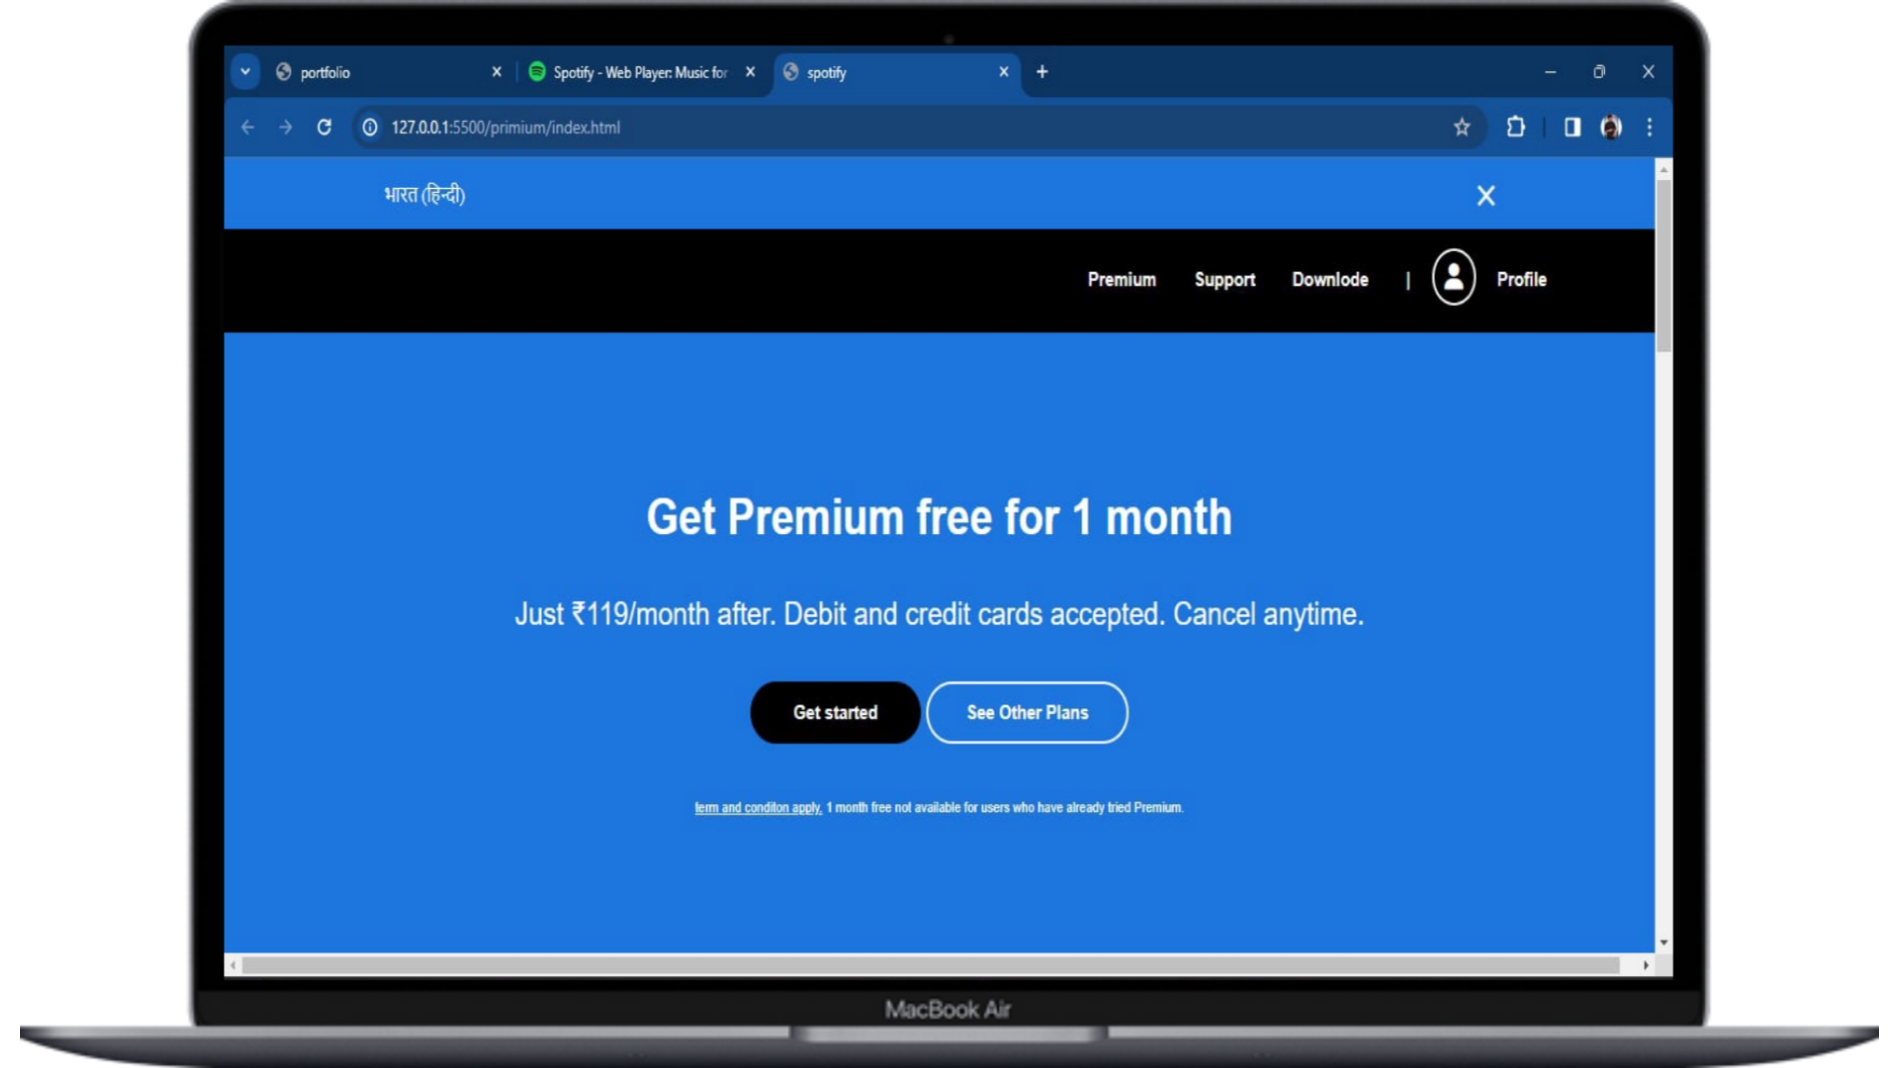 portfolio
Spotify - Web Player: Music for
spotify
127.0.0.1:5500/primium/index.html
भारत (हिन्दी)
Premium Support Downlode | Profile
Get Premium free for 1 month
Just ₹119/month after. Debit and credit cards accepted. Cancel anytime.
Get started See Other Plans
term and conditon apply. 1 month free not available for users who have already tried Premium.
MacBook Air